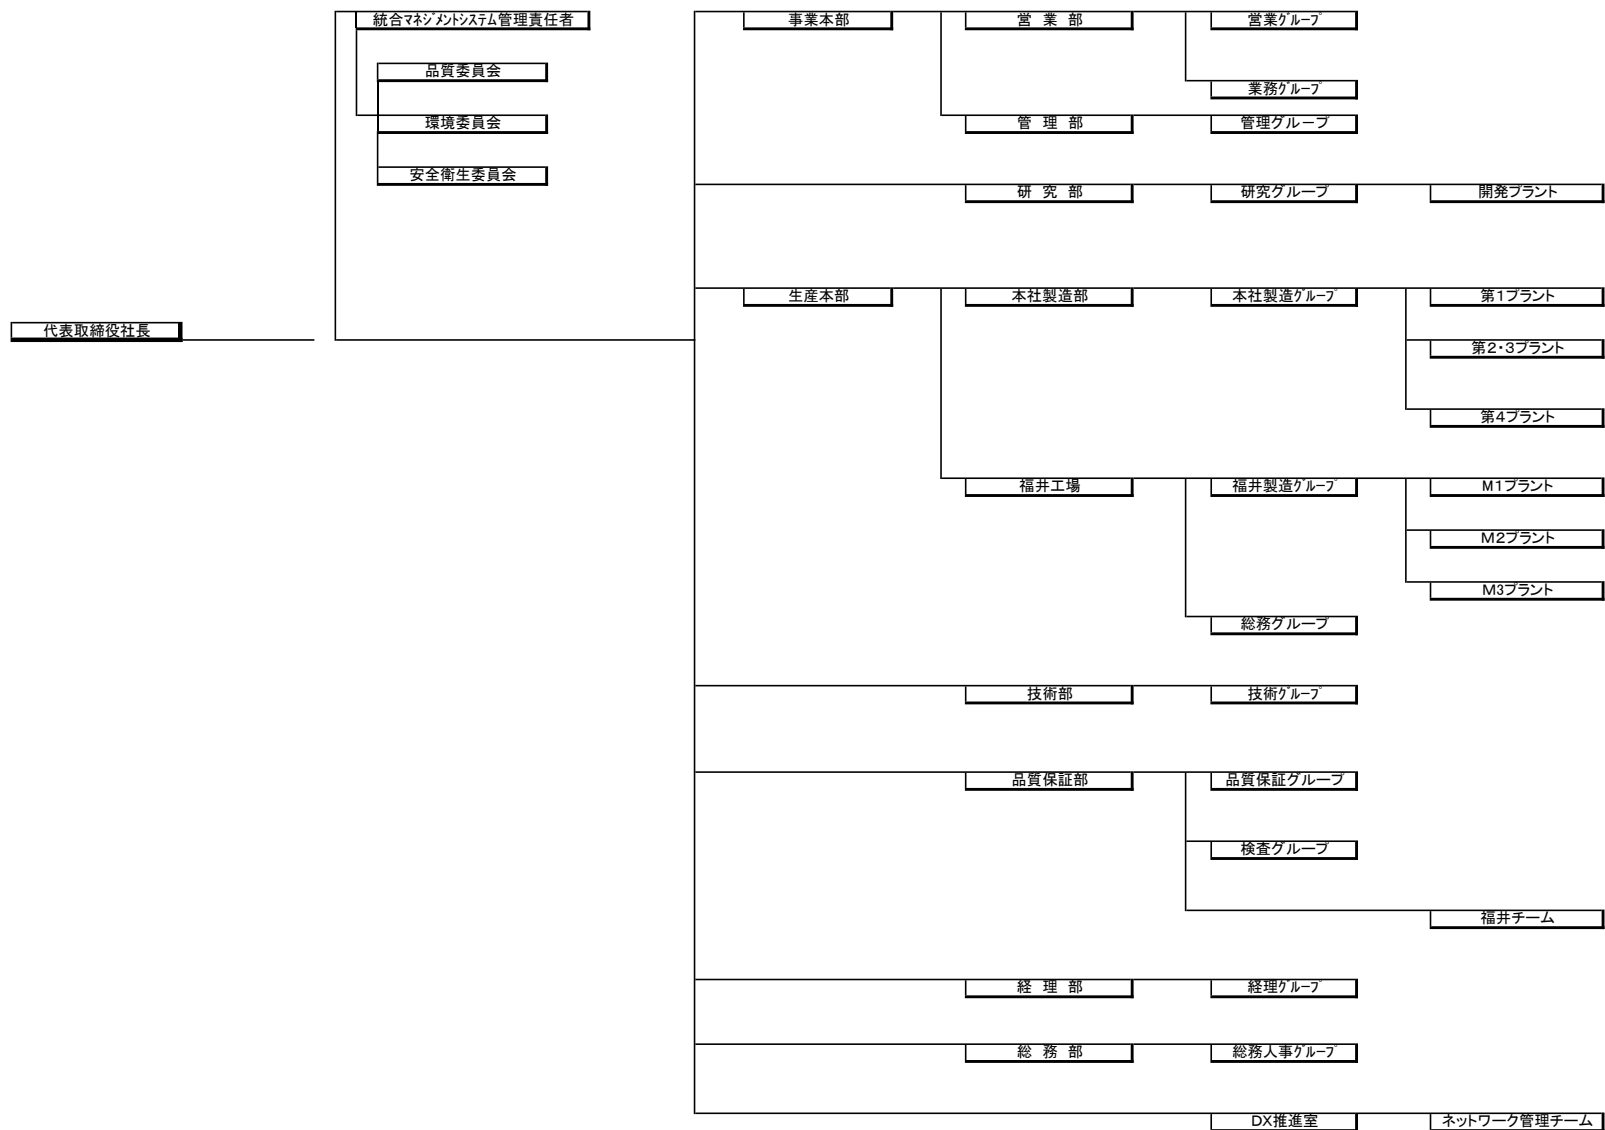 統合マネジメントシステム管理責任者
事業本部
営 業 部
営業グループ
品質委員会
業務グループ
環境委員会
管 理 部
管理グループ
安全衛生委員会
研 究 部
研究グループ
開発プラント
生産本部
本社製造部
本社製造グループ
第1プラント
代表取締役社長
第2・3プラント
第4プラント
福井工場
福井製造グループ
M1プラント
M2プラント
M3プラント
総務グループ
技術部
技術グループ
品質保証部
品質保証グループ
検査グループ
福井チーム
経 理 部
経理グループ
総 務 部
総務人事グループ
DX推進室
ネットワーク管理チーム